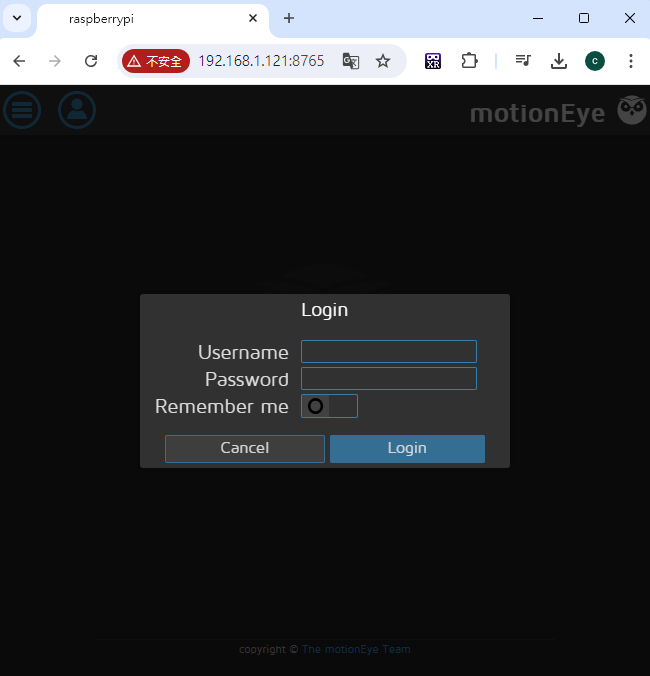 raspberrypi
不安全
192.168.1.121:8765
QR
C
motionEye
Login
Username
Password
Remember me
Cancel
Login
copyright © The motionEye Team